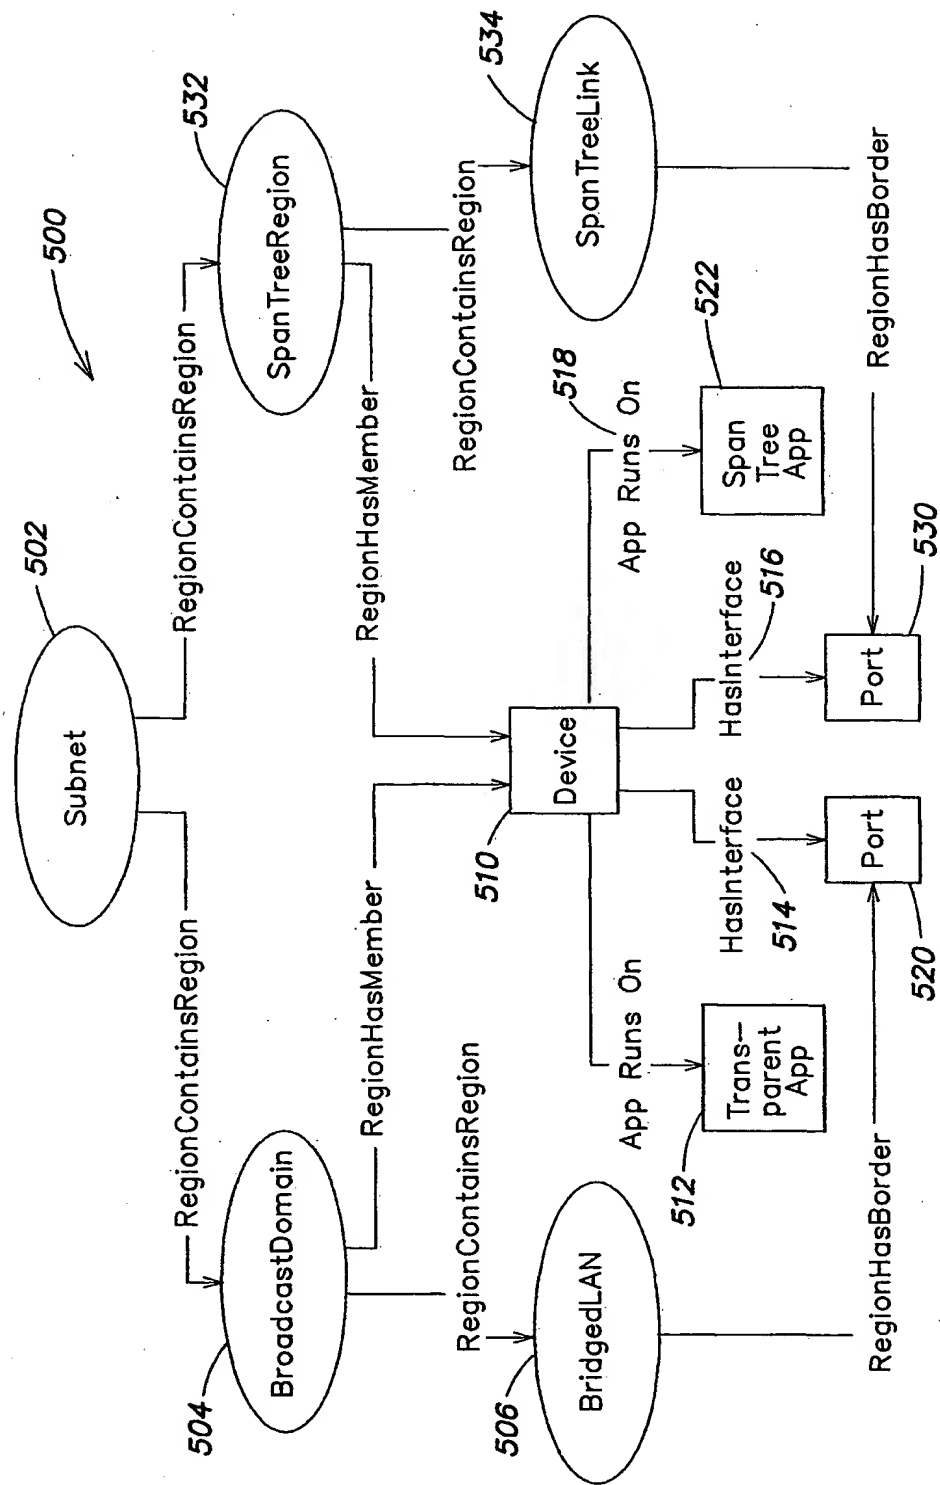 500
502
Subnet
RegionContainsRegion
RegionContainsRegion
504
BroadcastDomain
532
SpanTreeRegion
RegionHasMember
RegionHasMember
RegionContainsRegion
RegionContainsRegion
506
BridgedLAN
510
Device
534
SpanTreeLink
App Runs On
App Runs On
518
512
Trans-
parent
App
HasInterface
514
HasInterface
516
Span
Tree
App
522
RegionHasBorder
Port
520
Port
530
RegionHasBorder